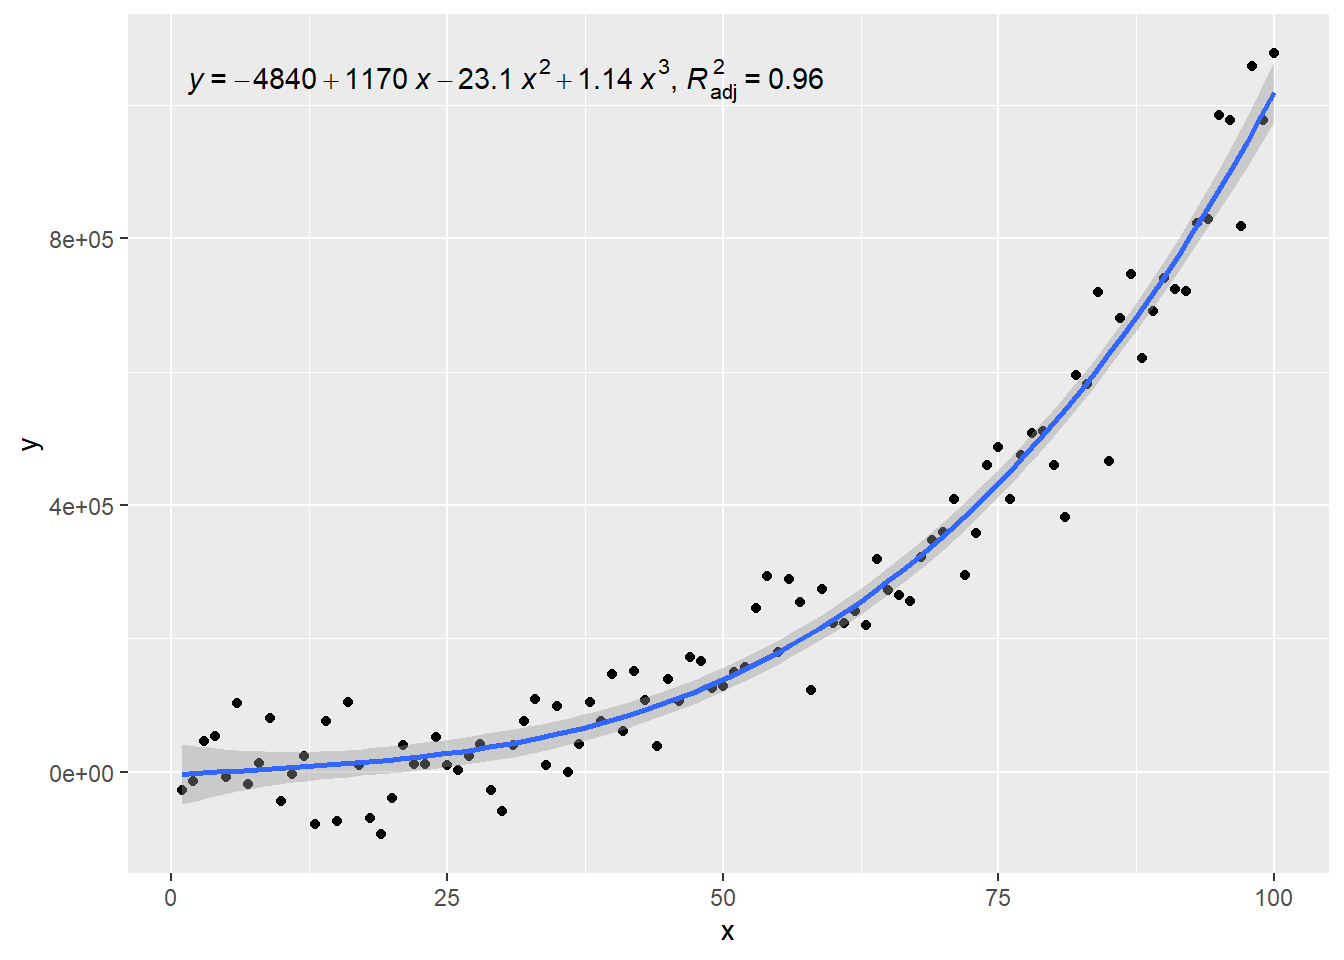 y = −4840 + 1170 x − 23.1 x² + 1.14 x³, R²adj = 0.96
8e+05
y
4e+05
0e+00
0 25 50 75 100
x